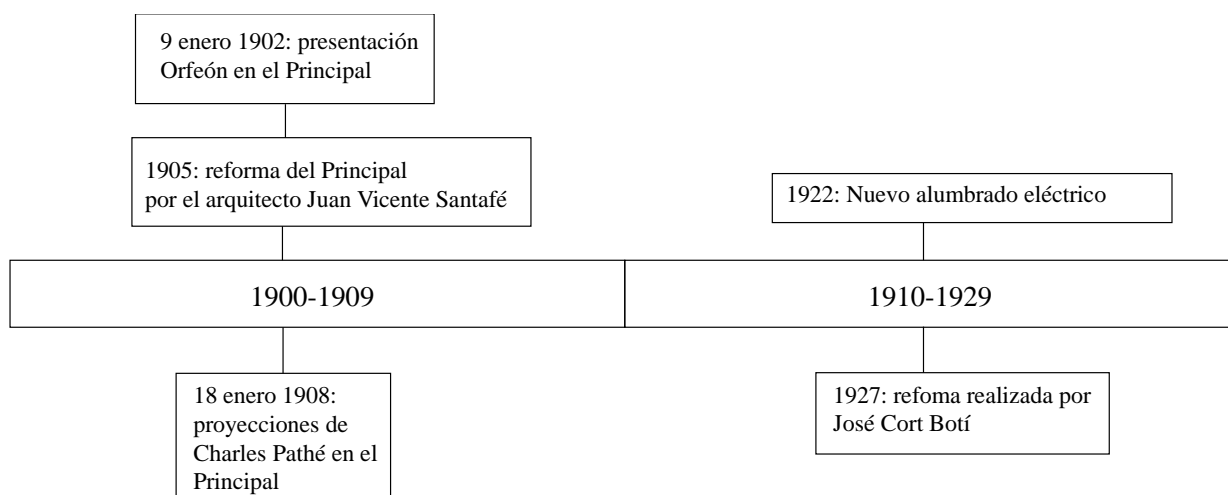 9 enero 1902: presentación
Orfeón en el Principal
1905: reforma del Principal
por el arquitecto Juan Vicente Santafé
1922: Nuevo alumbrado eléctrico
1900-1909
1910-1929
18 enero 1908:
proyecciones de
Charles Pathé en el
Principal
1927: refoma realizada por
José Cort Botí